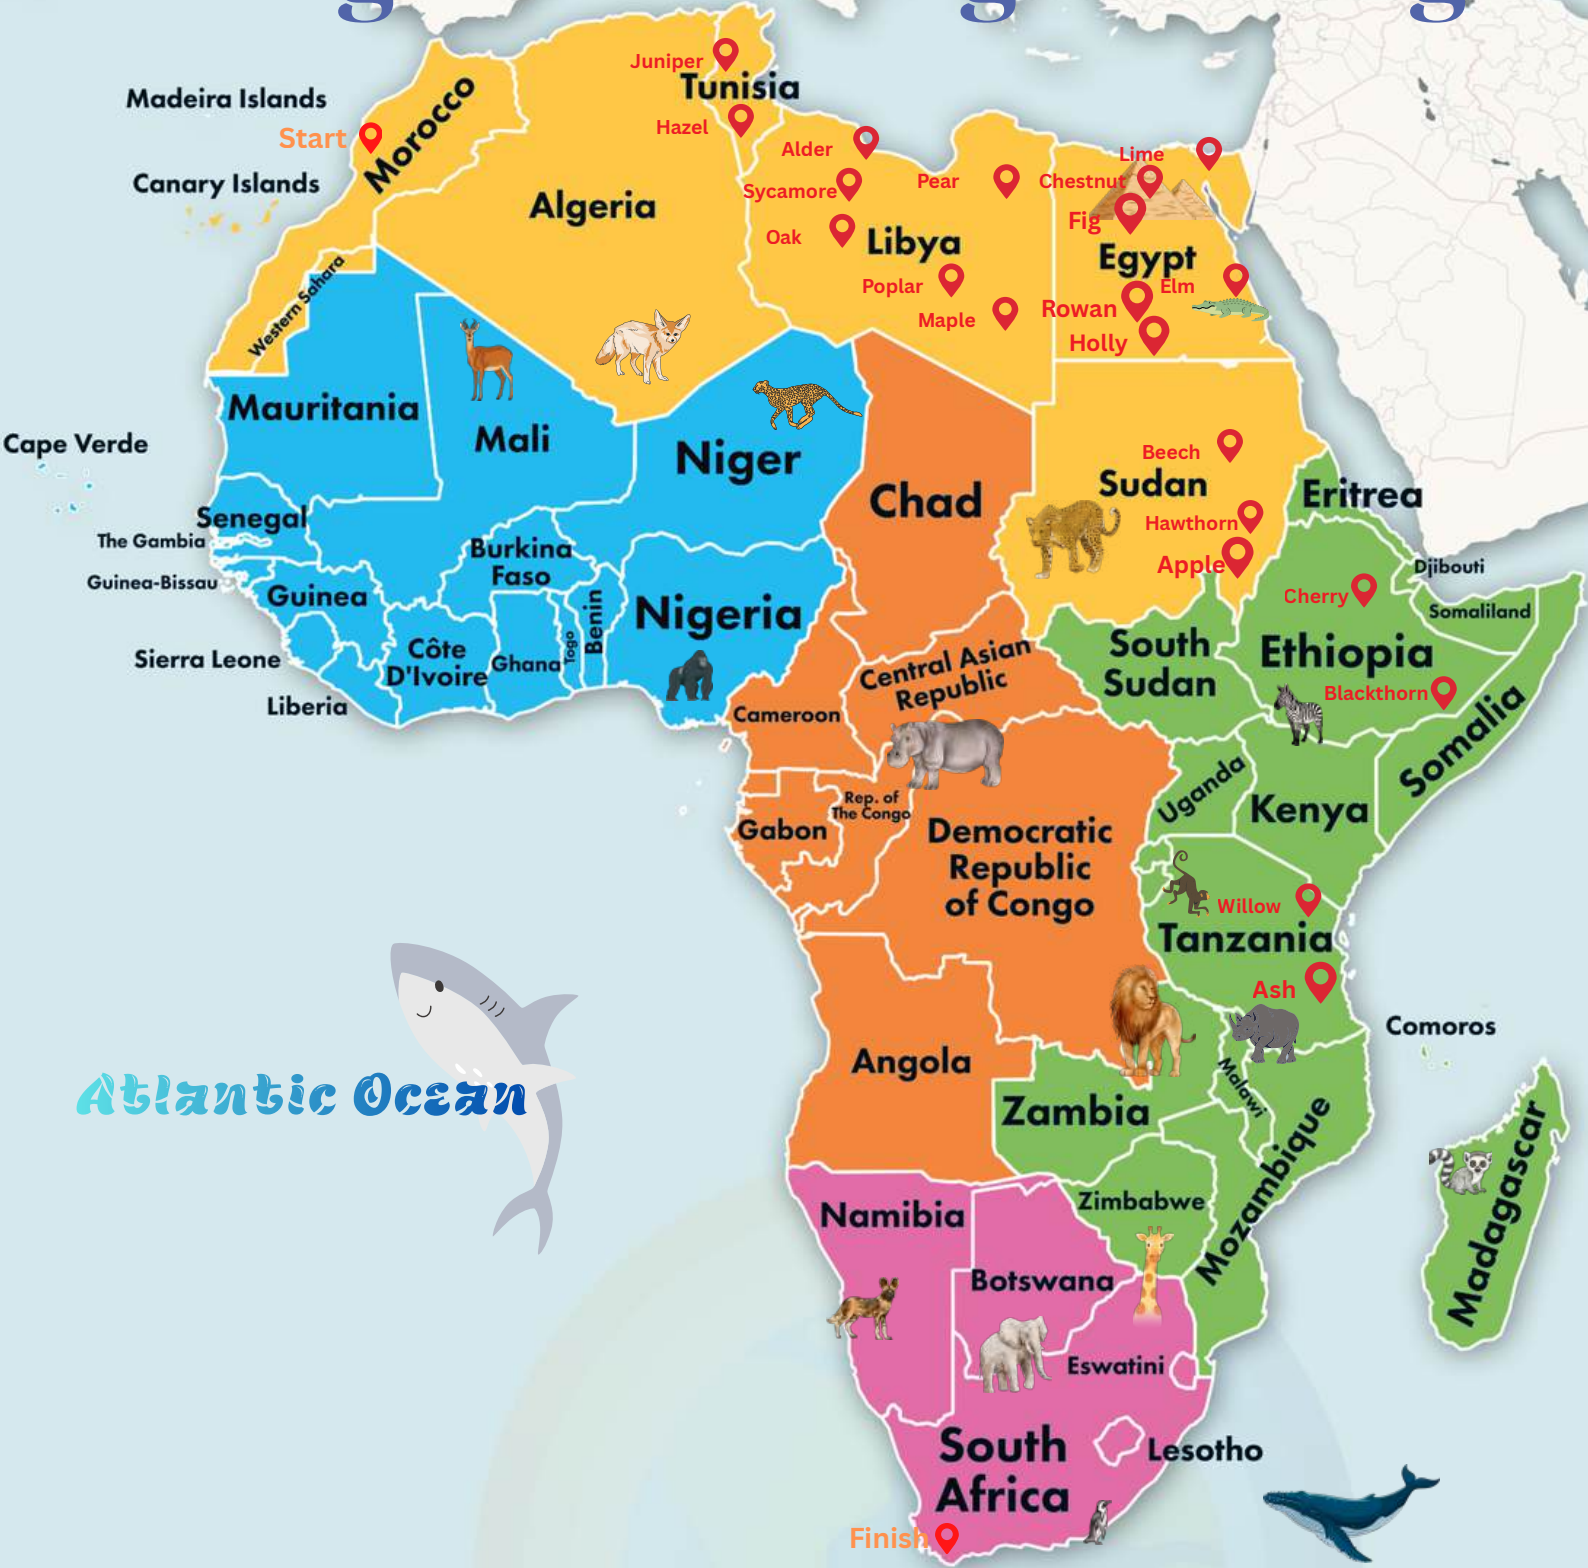 g g g
Juniper
Tunisia
Madeira Islands
Start
Morocco
Hazel
Alder
Lime
Canary Islands
Sycamore
Pear
Chestnut
Algeria
Fig
Oak
Libya
Egypt
Western Sahara
Poplar
Elm
Rowan
Maple
Holly
Mauritania
Mali
Cape Verde
Niger
Beech
Sudan
Chad
Eritrea
Senegal
Hawthorn
The Gambia
Burkina
Faso
Apple
Djibouti
Guinea-Bissau
Guinea
Cherry
Somaliland
Nigeria
Benin
Togo
Côte
D'Ivoire
Ghana
Sierra Leone
South
Sudan
Ethiopia
Central Asian
Republic
Blackthorn
Liberia
Cameroon
Somalia
Uganda
Rep. of
The Congo
Kenya
Gabon
Democratic
Republic
of Congo
Willow
Tanzania
Ash
Comoros
Angola
Atlantic Ocean
Malawi
Zambia
Mozambique
Madagascar
Zimbabwe
Namibia
Botswana
Eswatini
South
Africa
Lesotho
Finish